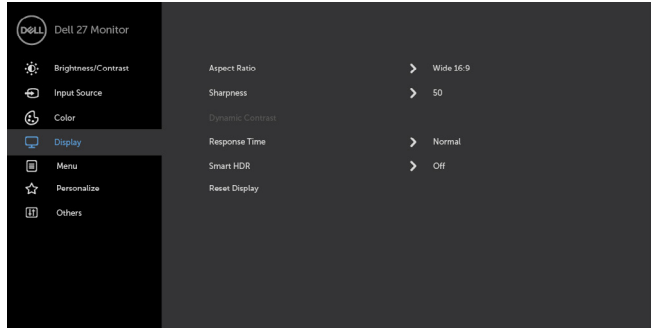 DELL Dell 27 Monitor
Brightness/Contrast
Input Source
Color
Display
Menu
Personalize
Others
Aspect Ratio Wide 16:9
Sharpness 50
Dynamic Contrast
Response Time Normal
Smart HDR Off
Reset Display